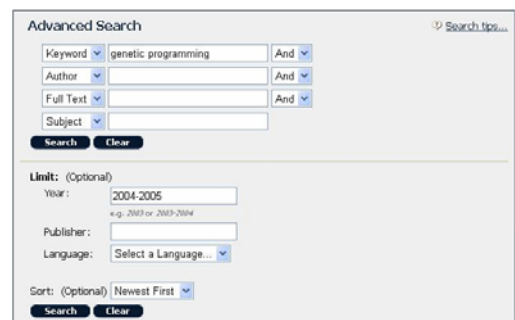 Advanced Search Search tips...
Keyword genetic programming And
Author And
Full Text And
Subject
Search Clear
Limit: (Optional)
Year: 2004-2005
e.g. 2003 or 2003-2004
Publisher:
Language: Select a Language...
Sort: (Optional) Newest First
Search Clear